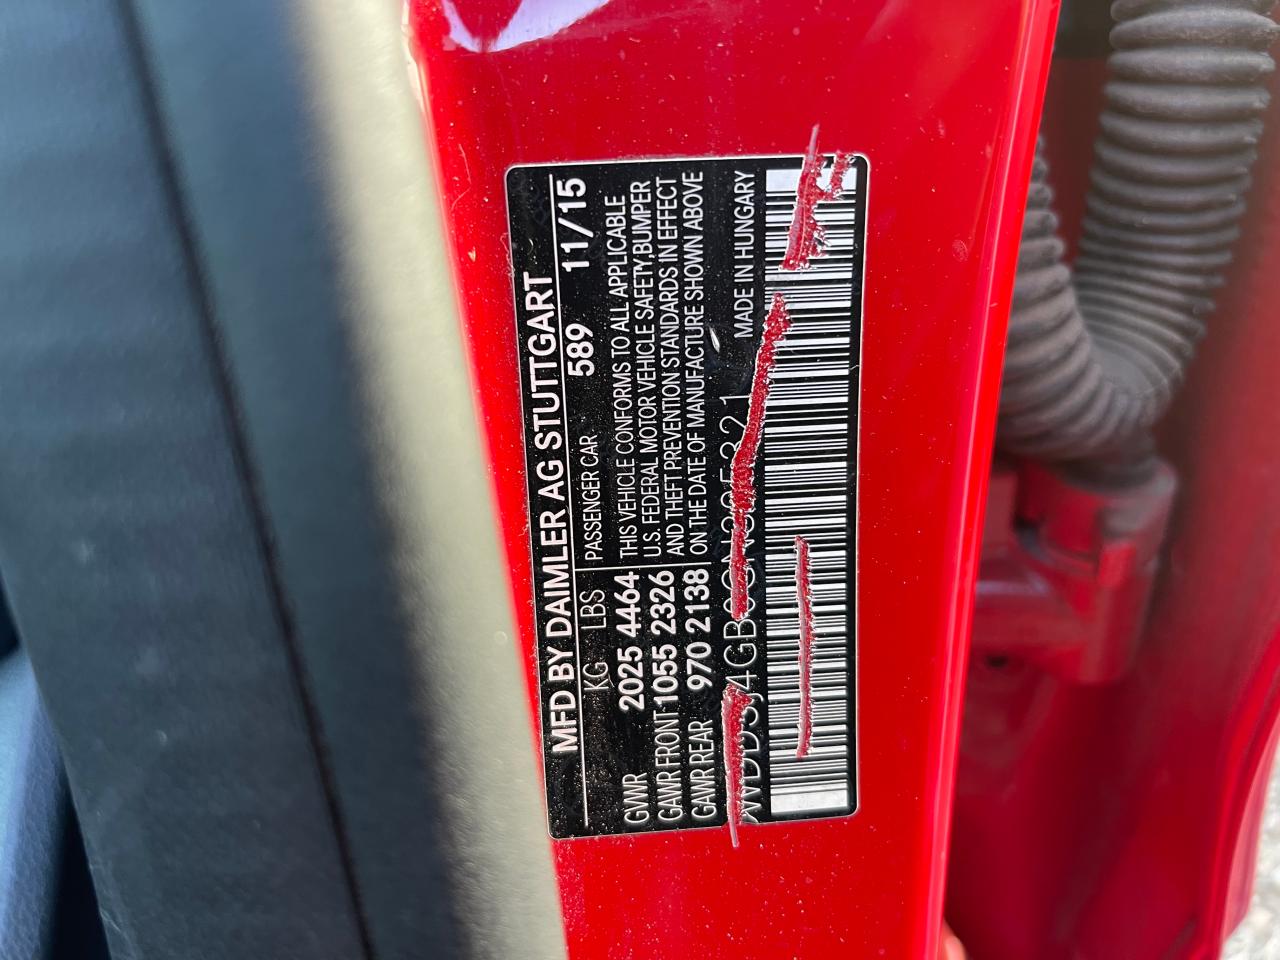 MFD BY DAIMLER AG STUTTGART
KG LBS PASSENGER CAR 589 11/15
GVWR 2025 4464
GAWR FRONT 1055 2326
GAWR REAR 970 2138
THIS VEHICLE CONFORMS TO ALL APPLICABLE
U.S. FEDERAL MOTOR VEHICLE SAFETY,BUMPER
AND THEFT PREVENTION STANDARDS IN EFFECT
ON THE DATE OF MANUFACTURE SHOWN ABOVE
MADE IN HUNGARY